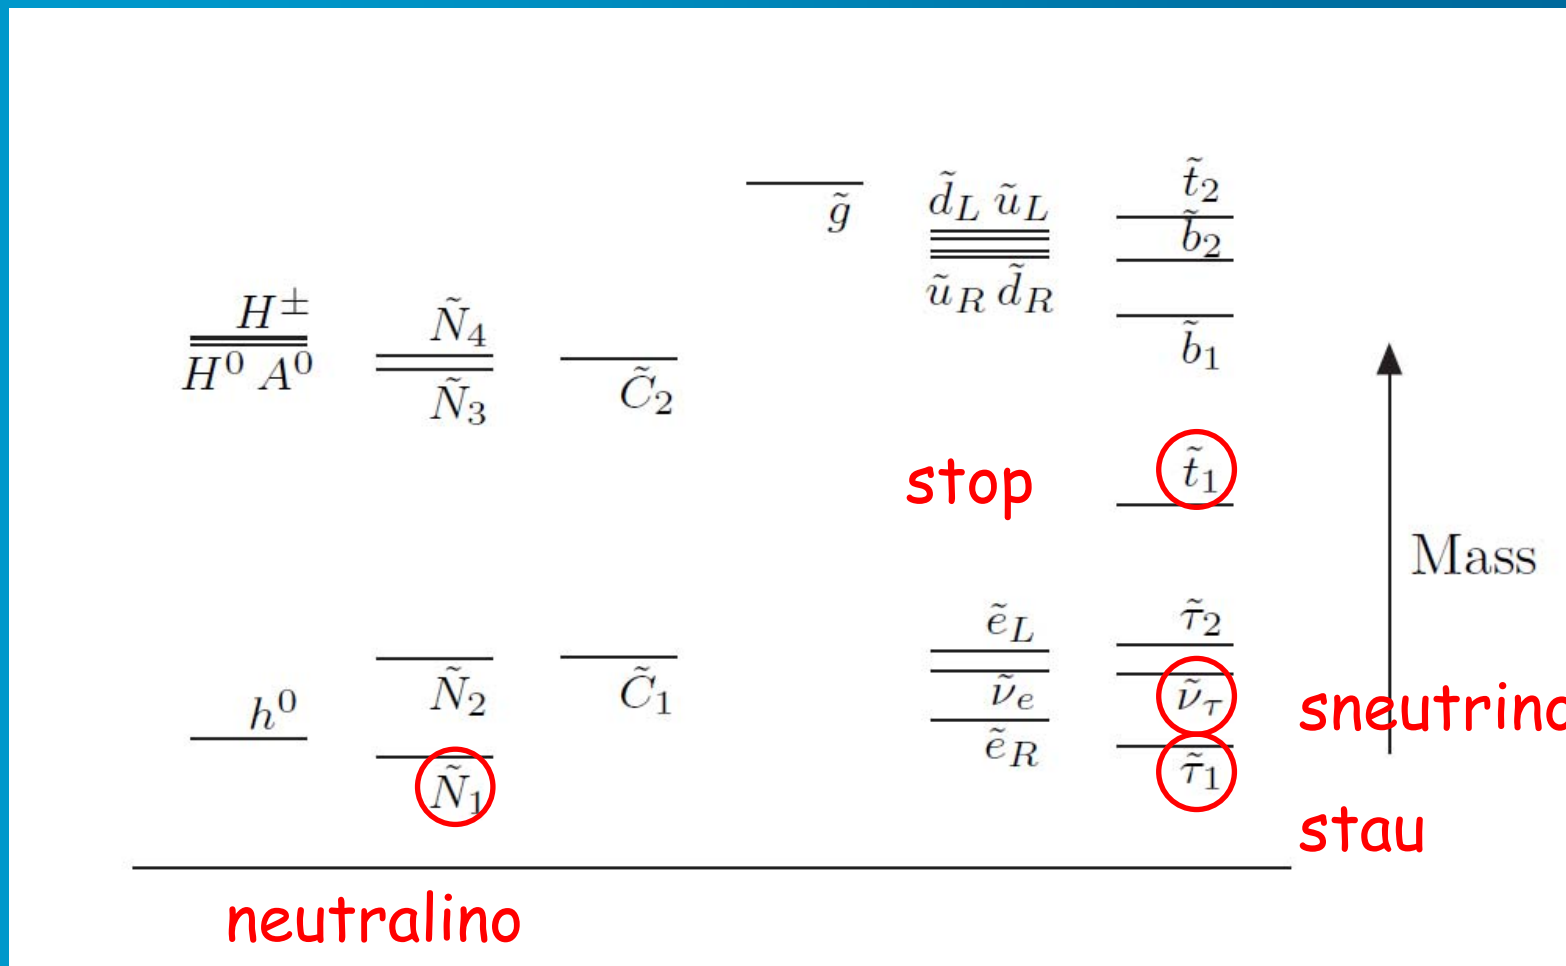 g̃
d̃_L ũ_L
ũ_R d̃_R
t̃_2
b̃_2
b̃_1
H^±
H^0 A^0
Ñ_4
Ñ_3
C̃_2
stop
t̃_1
Mass
ẽ_L
ν̃_e
ẽ_R
τ̃_2
ν̃_τ
τ̃_1
h^0
Ñ_2
C̃_1
Ñ_1
sneutrino
stau
neutralino